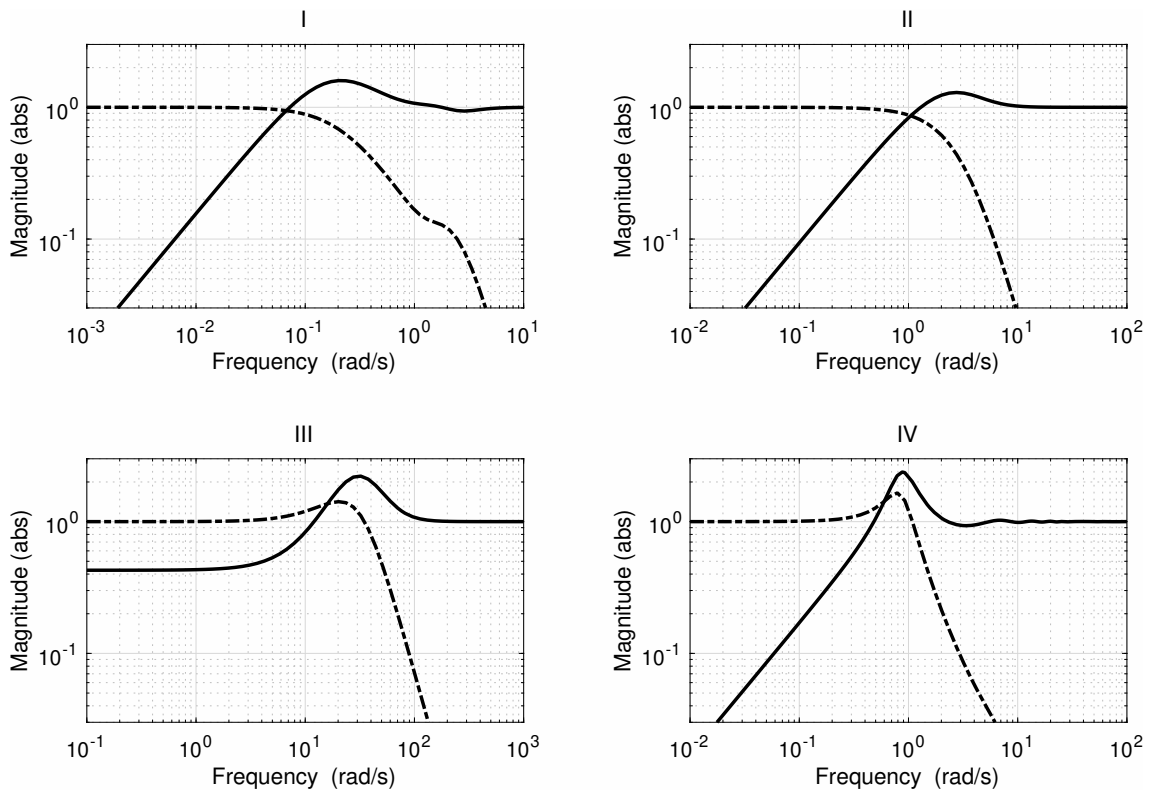 I
Magnitude (abs)
10^0
10^-1
10^-3 10^-2 10^-1 10^0 10^1
Frequency (rad/s)
II
Magnitude (abs)
10^0
10^-1
10^-2 10^-1 10^0 10^1 10^2
Frequency (rad/s)
III
Magnitude (abs)
10^0
10^-1
10^-1 10^0 10^1 10^2 10^3
Frequency (rad/s)
IV
Magnitude (abs)
10^0
10^-1
10^-2 10^-1 10^0 10^1 10^2
Frequency (rad/s)